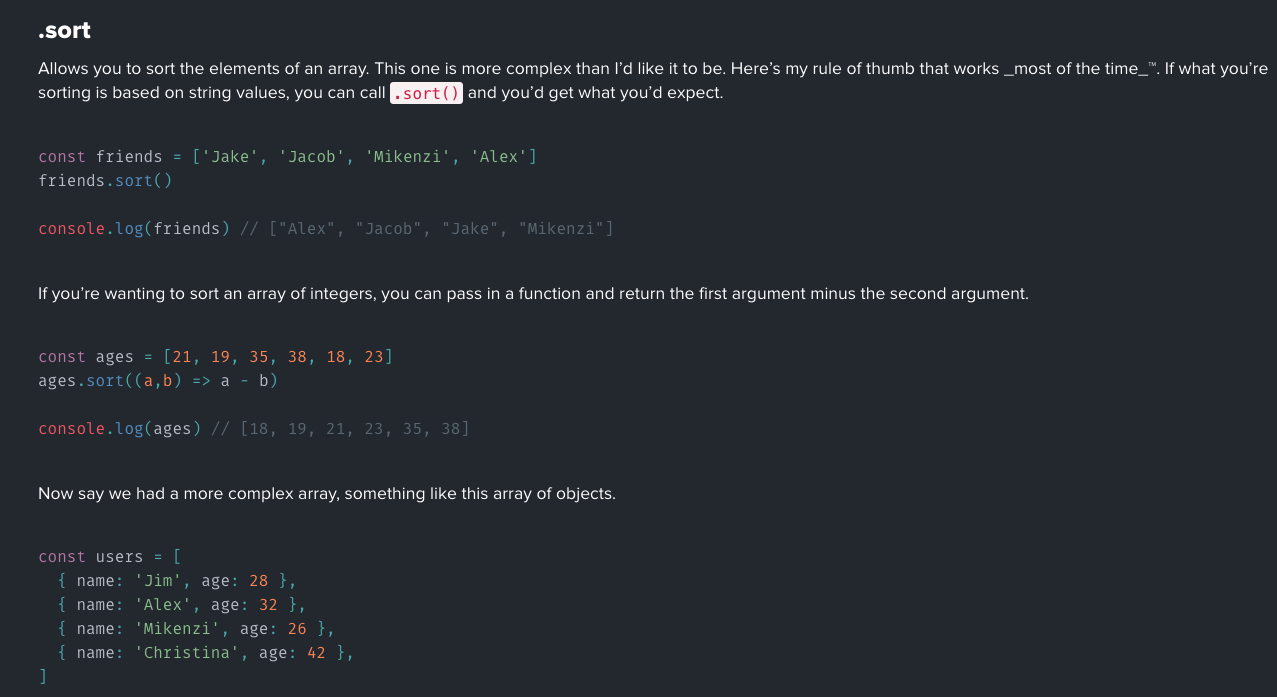 .sort
Allows you to sort the elements of an array. This one is more complex than I’d like it to be. Here’s my rule of thumb that works _most of the time_™. If what you’re
sorting is based on string values, you can call .sort() and you’d get what you’d expect.
const friends = ['Jake', 'Jacob', 'Mikenzi', 'Alex']
friends.sort()
console.log(friends) // ["Alex", "Jacob", "Jake", "Mikenzi"]
If you’re wanting to sort an array of integers, you can pass in a function and return the first argument minus the second argument.
const ages = [21, 19, 35, 38, 18, 23]
ages.sort((a,b) => a - b)
console.log(ages) // [18, 19, 21, 23, 35, 38]
Now say we had a more complex array, something like this array of objects.
const users = [
  { name: 'Jim', age: 28 },
  { name: 'Alex', age: 32 },
  { name: 'Mikenzi', age: 26 },
  { name: 'Christina', age: 42 },
]